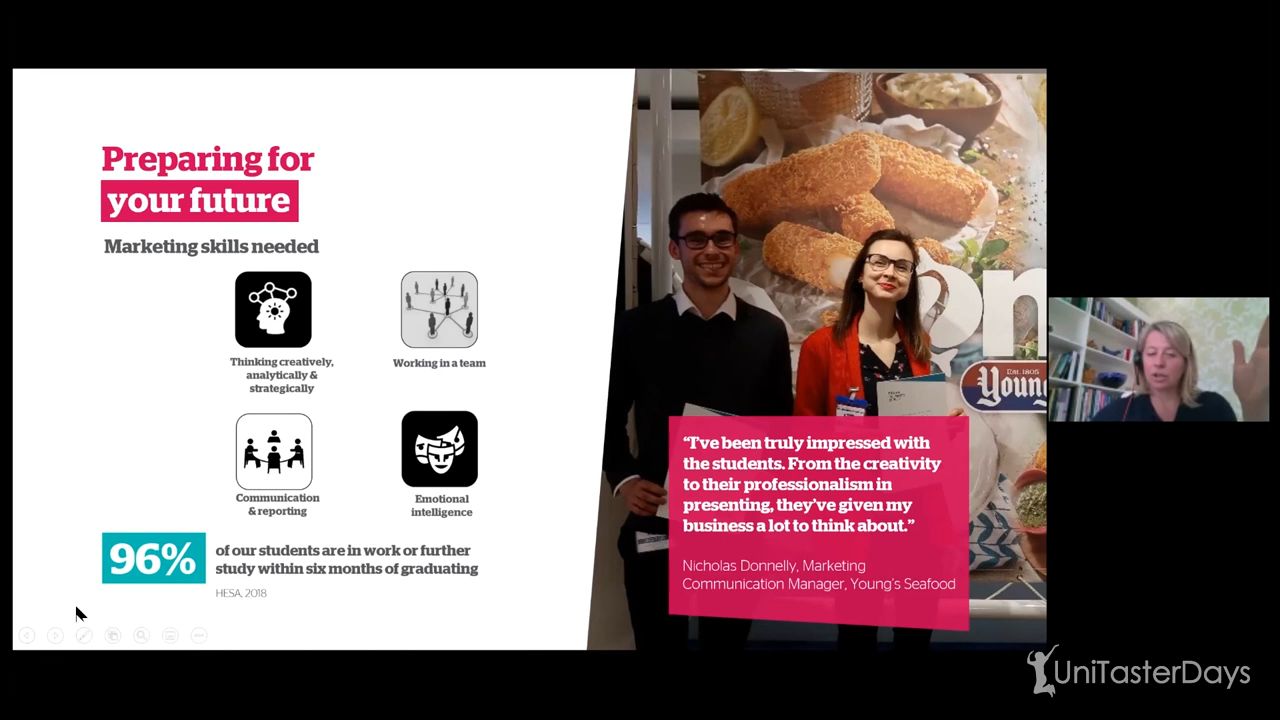 Preparing for
your future
Marketing skills needed
Thinking creatively,
analytically &
strategically
Working in a team
Communication
& reporting
Emotional
intelligence
96%
of our students are in work or further
study within six months of graduating
HESA, 2018
EST. 1805
Young
“I've been truly impressed with
the students. From the creativity
to their professionalism in
presenting, they've given my
business a lot to think about.”
Nicholas Donnelly, Marketing
Communication Manager, Young's Seafood
UniTasterDays